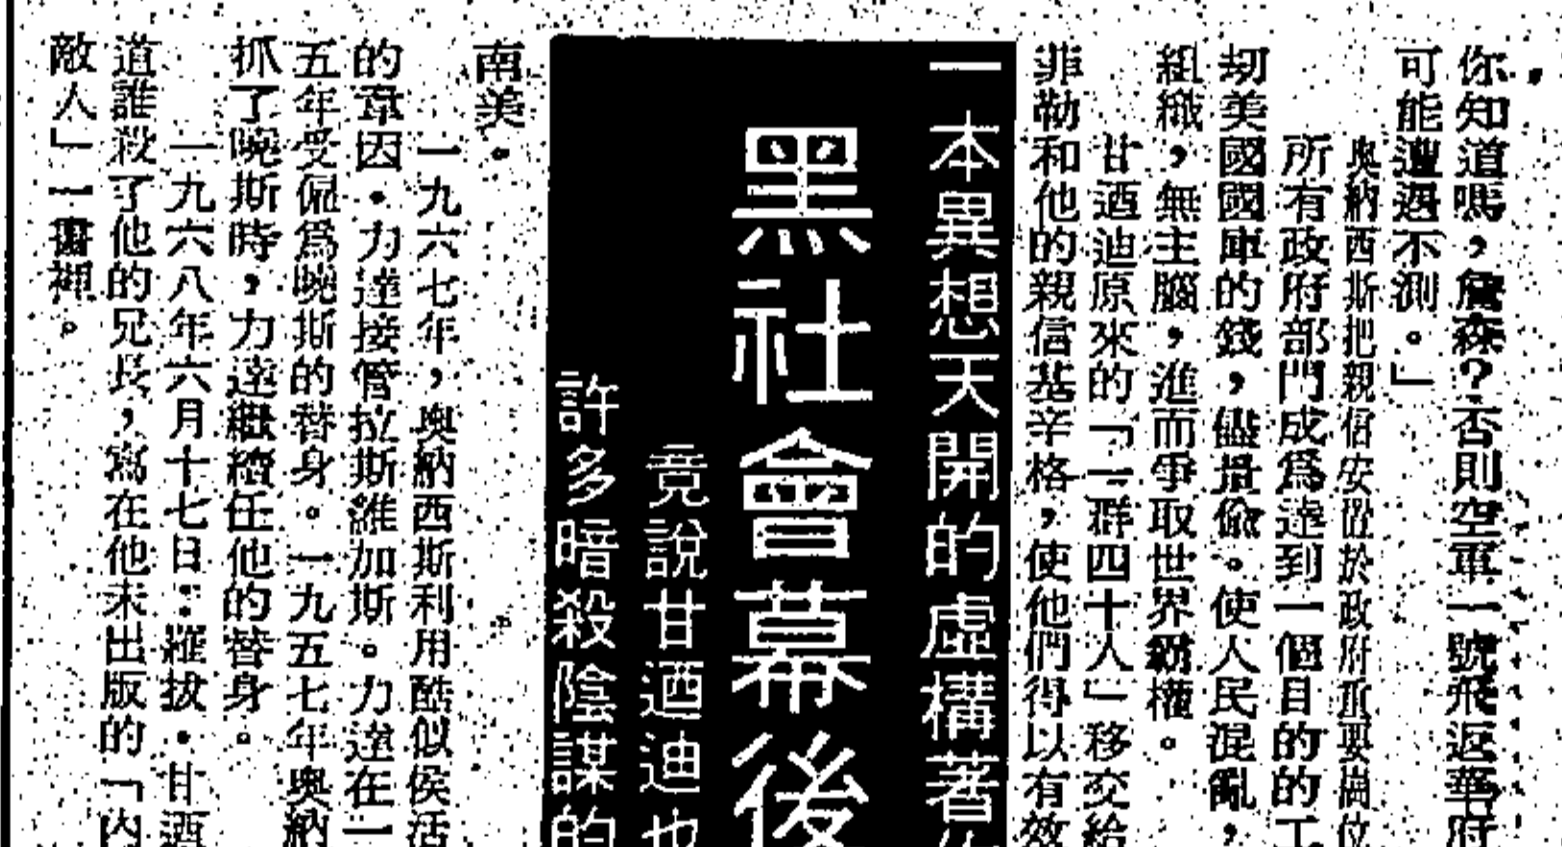 你知道嗎，詹森？否則空軍一號飛返華府
可能遭遇不測。」
奧納西斯把親信安置於政府重要崗位
所有政府部門成爲達到一個目的的工
刧美國國庫的錢，儘量偸。使人民混亂，
組織，無主腦，進而爭取世界霸權。
甘迺迪原來的「一群四十人」移交給
菲勒和他的親信基辛格，使他們得以有效
一本異想天開的虛構著
黑社會幕後
竟說甘迺迪也
許多暗殺陰謀的
南美。
一九六七年，奧納西斯利用酷似侯活
的韋因・力達接管拉斯維加斯。力達在一
五年受僱爲曉斯的替身。一九五七年奧納
抓了曉斯時，力達繼續任他的替身。
一九六八年六月十七日：羅拔・甘迺
道誰殺了他的兄長，寫在他未出版的「內
敵人」一書裡。